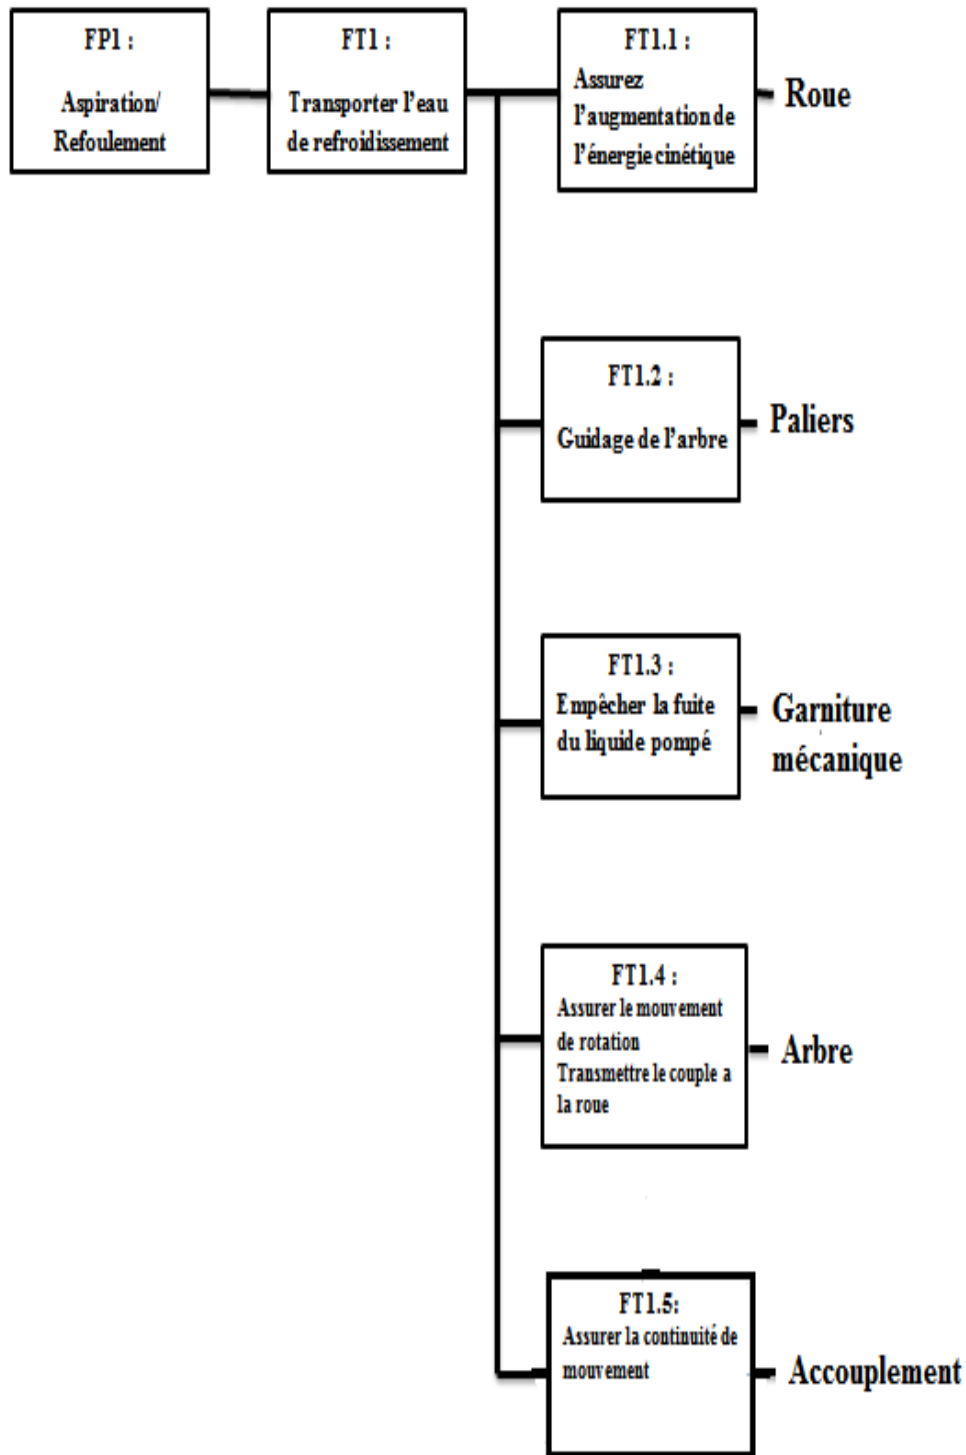 FP1 :
Aspiration/
Refoulement
FT1 :
Transporter l'eau
de refroidissement
FT1.1 :
Assurez
l'augmentation de
l'énergie cinétique
Roue
FT1.2 :
Guidage de l'arbre
Paliers
FT1.3 :
Empêcher la fuite
du liquide pompé
Garniture
mécanique
FT1.4 :
Assurer le mouvement
de rotation
Transmettre le couple a
la roue
Arbre
FT1.5:
Assurer la continuité de
mouvement
Accouplement